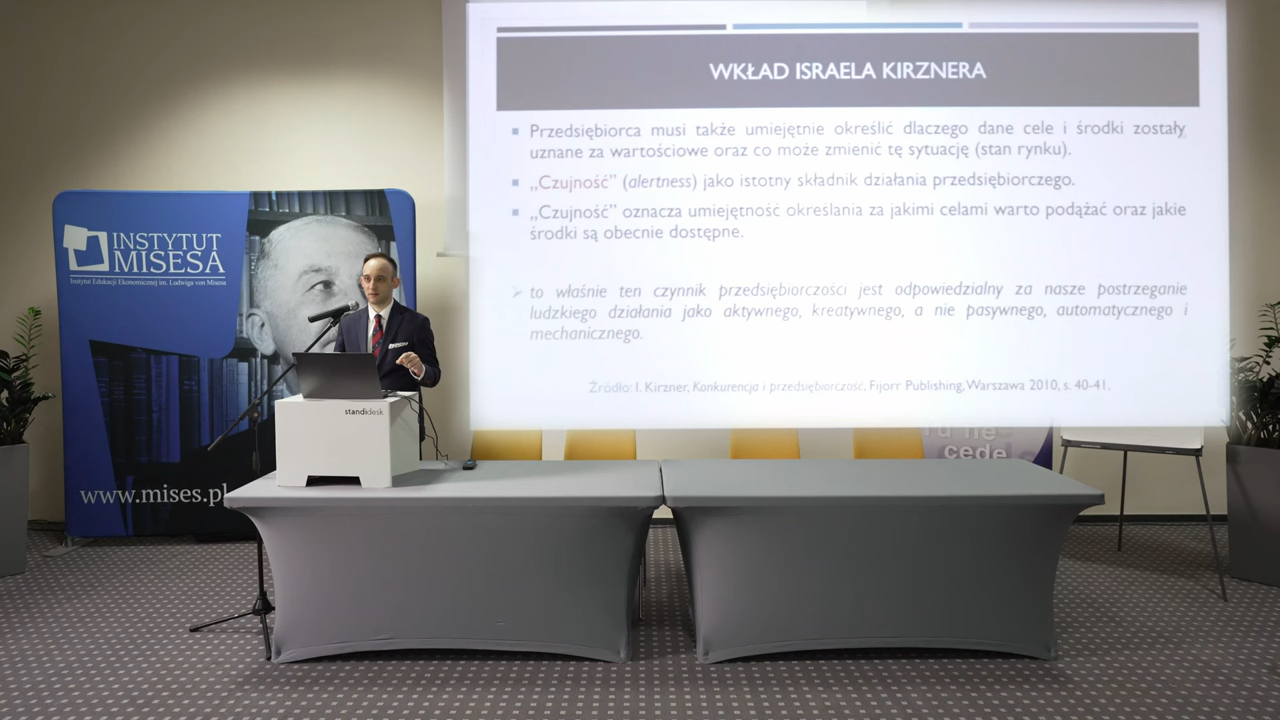 WKŁAD ISRAELA KIRZNERA
Przedsiębiorca musi także umiejętnie określić dlaczego dane cele i środki zostały
uznane za wartościowe oraz co może zmienić tę sytuację (stan rynku).
„Czujność” (alertness) jako istotny składnik działania przedsiębiorczego.
„Czujność” oznacza umiejętność określania za jakimi celami warto podążać oraz jakie
środki są obecnie dostępne.
to właśnie ten czynnik przedsiębiorczości jest odpowiedzialny za nasze postrzeganie
ludzkiego działania jako aktywnego, kreatywnego, a nie pasywnego, automatycznego i
mechanicznego.
Źródło: I. Kirzner, Konkurencja i przedsiębiorczość, Fijorr Publishing, Warszawa 2010, s. 40-41.
INSTYTUT
MISESA
Instytut Edukacji Ekonomicznej im. Ludwiga von Misesa
standidesk
www.mises.pl
ne
cede